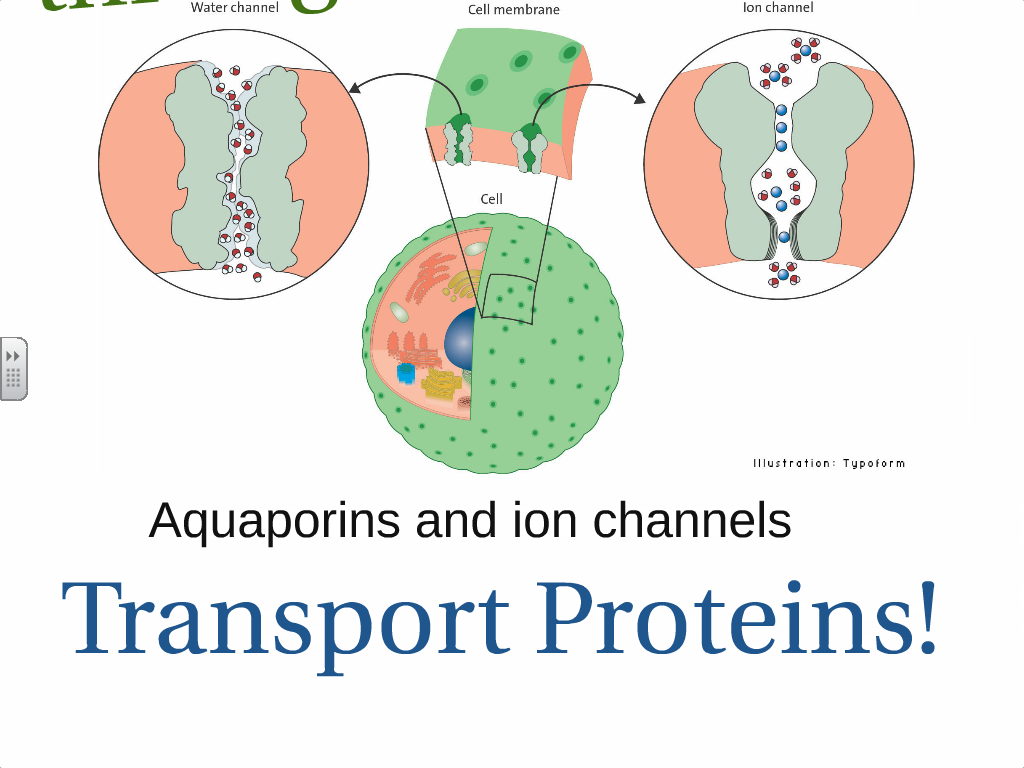 Water channel
Cell membrane
Ion channel
Cell
Illustration: Typoform
Aquaporins and ion channels
Transport Proteins!